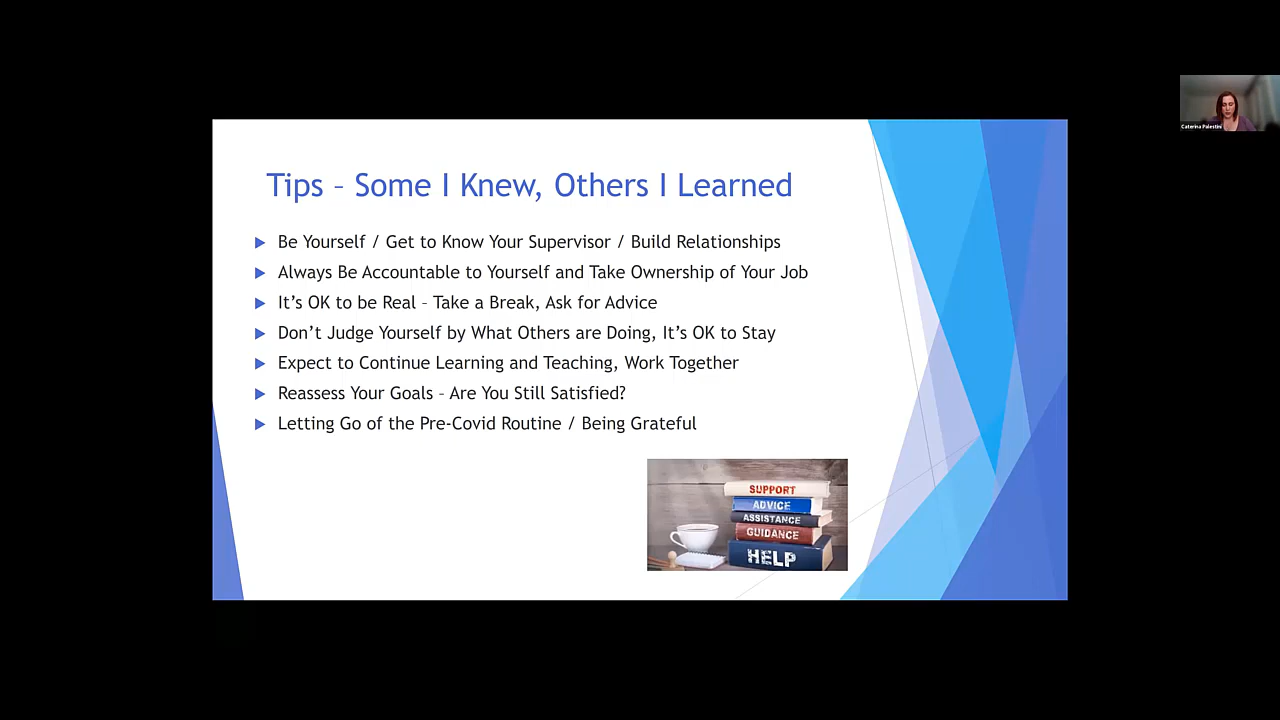 Tips – Some I Knew, Others I Learned
Be Yourself / Get to Know Your Supervisor / Build Relationships
Always Be Accountable to Yourself and Take Ownership of Your Job
It’s OK to be Real – Take a Break, Ask for Advice
Don’t Judge Yourself by What Others are Doing, It’s OK to Stay
Expect to Continue Learning and Teaching, Work Together
Reassess Your Goals – Are You Still Satisfied?
Letting Go of the Pre-Covid Routine / Being Grateful
SUPPORT
ADVICE
ASSISTANCE
GUIDANCE
HELP
Caterina Palestini